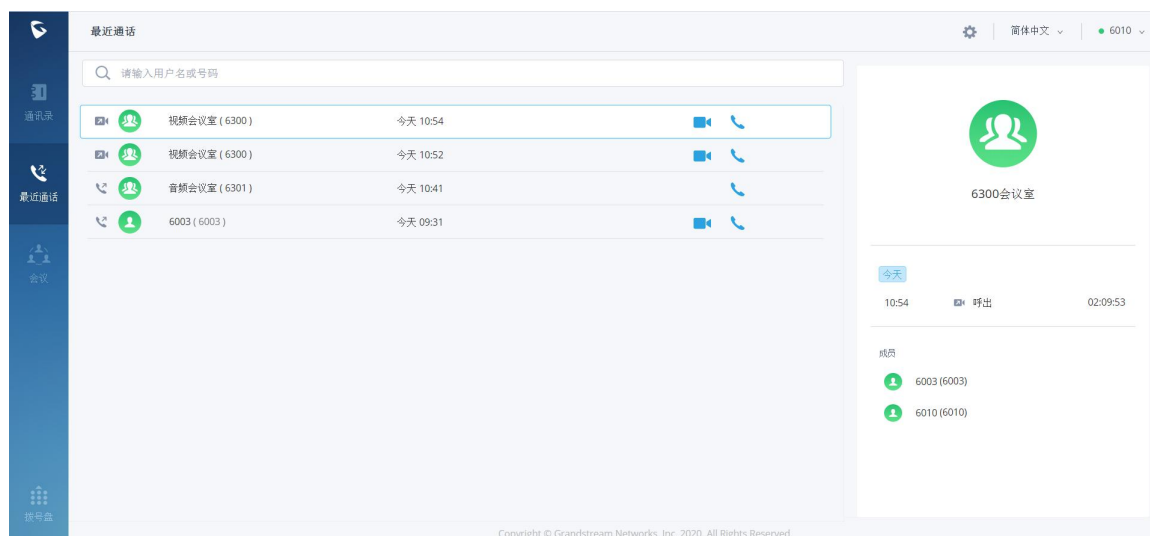 最近通话
简体中文
6010
请输入用户名或号码
通讯录
最近通话
会议
拨号盘
视频会议室 ( 6300 ) 今天 10:54
视频会议室 ( 6300 ) 今天 10:52
音频会议室 ( 6301 ) 今天 10:41
6003 ( 6003 ) 今天 09:31
6300会议室
今天
10:54 呼出 02:09:53
成员
6003 (6003)
6010 (6010)
Copyright © Grandstream Networks, Inc. 2020. All Rights Reserved.